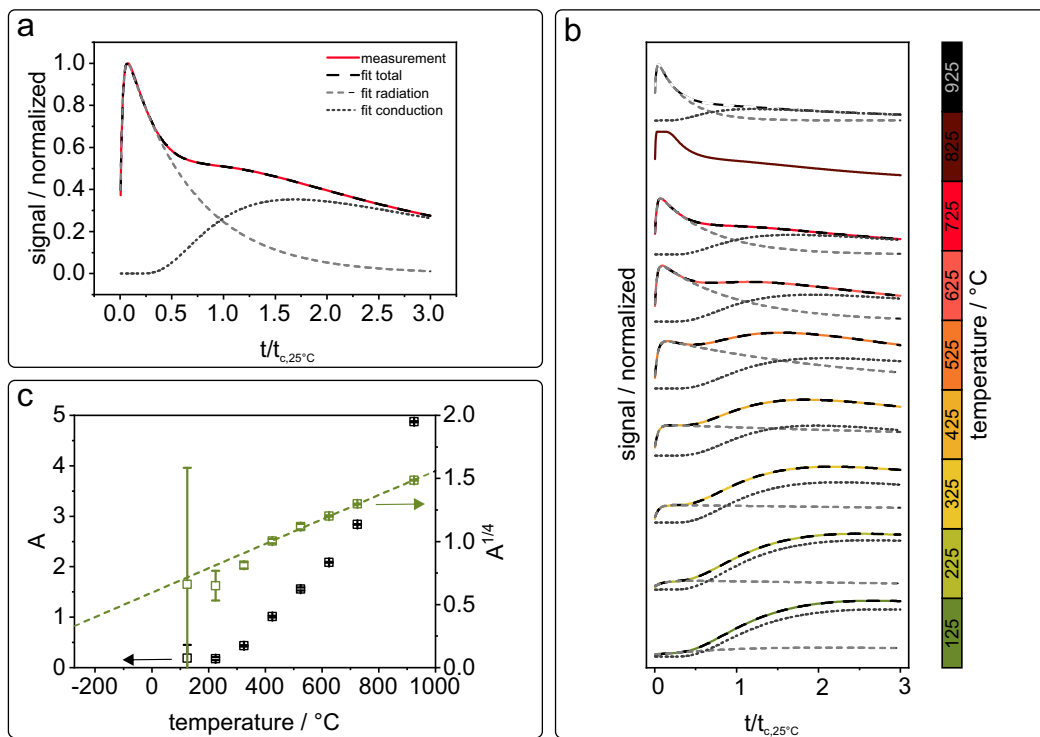 a
signal / normalized
1.0
0.8
0.6
0.4
0.2
0.0
measurement
fit total
fit radiation
fit conduction
0.0 0.5 1.0 1.5 2.0 2.5 3.0
t/t c,25°C
b
signal / normalized
0 1 2 3
t/t c,25°C
925
825
725
625
525
425
325
225
125
temperature / °C
c
A
5
4
3
2
1
0
2.0
1.5
1.0
0.5
0.0
A 1/4
-200 0 200 400 600 800 1000
temperature / °C